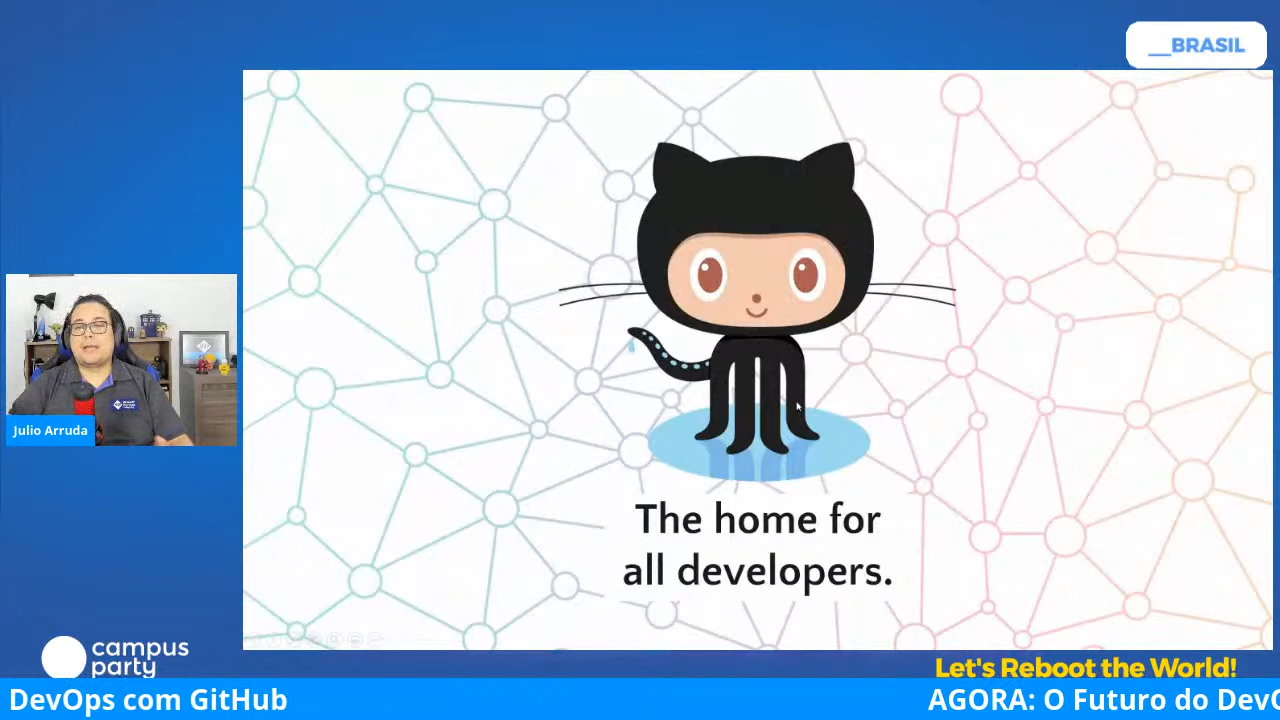 __BRASIL
The home for
all developers.
Julio Arruda
campus
party
Let's Reboot the World!
DevOps com GitHub
AGORA: O Futuro do DevO